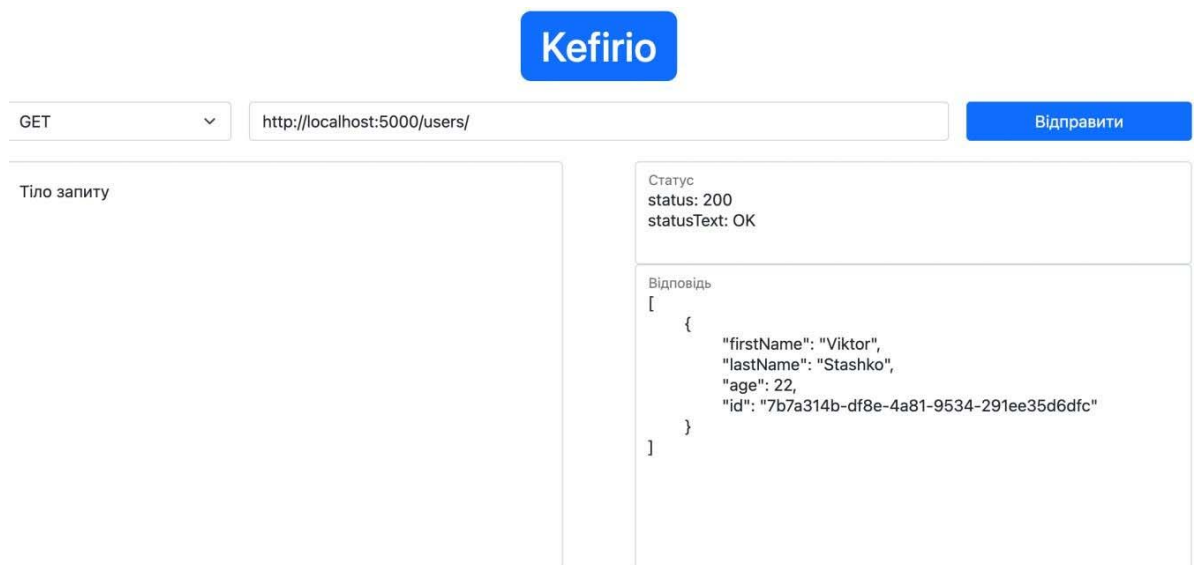 Kefirio
GET
http://localhost:5000/users/
Відправити
Тіло запиту
Статус
status: 200
statusText: OK
Відповідь
[
{
"firstName": "Viktor",
"lastName": "Stashko",
"age": 22,
"id": "7b7a314b-df8e-4a81-9534-291ee35d6dfc"
}
]